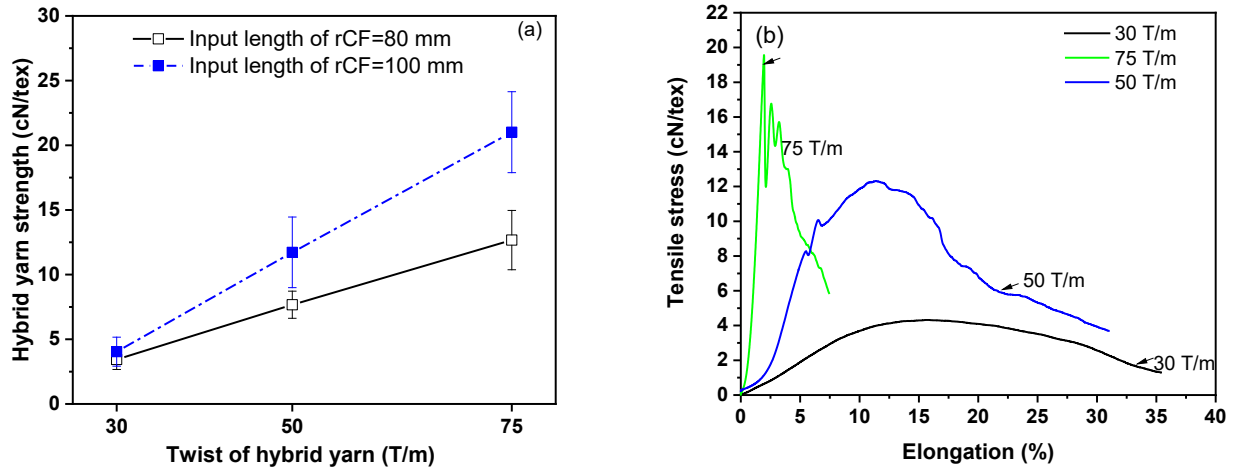 (a)
Input length of rCF=80 mm
Input length of rCF=100 mm
Hybrid yarn strength (cN/tex)
30
25
20
15
10
5
0
30 50 75
Twist of hybrid yarn (T/m)
(b)
30 T/m
75 T/m
50 T/m
75 T/m
50 T/m
30 T/m
Tensile stress (cN/tex)
22
20
18
16
14
12
10
8
6
4
2
0
0 5 10 15 20 25 30 35 40
Elongation (%)